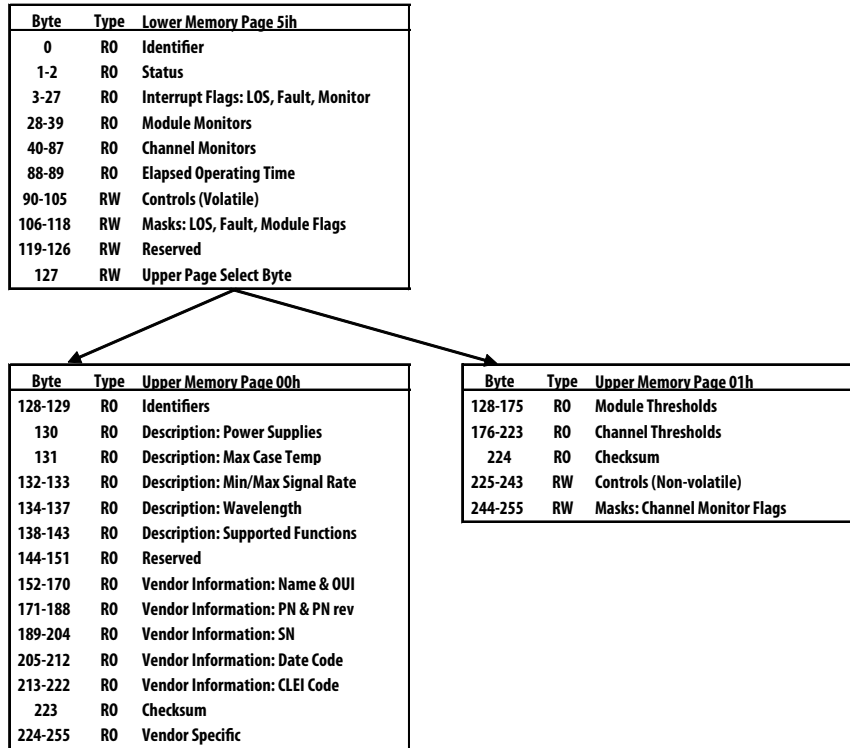 Byte Type Lower Memory Page 5ih
0 RO Identifier
1-2 RO Status
3-27 RO Interrupt Flags: LOS, Fault, Monitor
28-39 RO Module Monitors
40-87 RO Channel Monitors
88-89 RO Elapsed Operating Time
90-105 RW Controls (Volatile)
106-118 RW Masks: LOS, Fault, Module Flags
119-126 RW Reserved
127 RW Upper Page Select Byte
Byte Type Upper Memory Page 00h
128-129 RO Identifiers
130 RO Description: Power Supplies
131 RO Description: Max Case Temp
132-133 RO Description: Min/Max Signal Rate
134-137 RO Description: Wavelength
138-143 RO Description: Supported Functions
144-151 RO Reserved
152-170 RO Vendor Information: Name & OUI
171-188 RO Vendor Information: PN & PN rev
189-204 RO Vendor Information: SN
205-212 RO Vendor Information: Date Code
213-222 RO Vendor Information: CLEI Code
223 RO Checksum
224-255 RO Vendor Specific
Byte Type Upper Memory Page 01h
128-175 RO Module Thresholds
176-223 RO Channel Thresholds
224 RO Checksum
225-243 RW Controls (Non-volatile)
244-255 RW Masks: Channel Monitor Flags